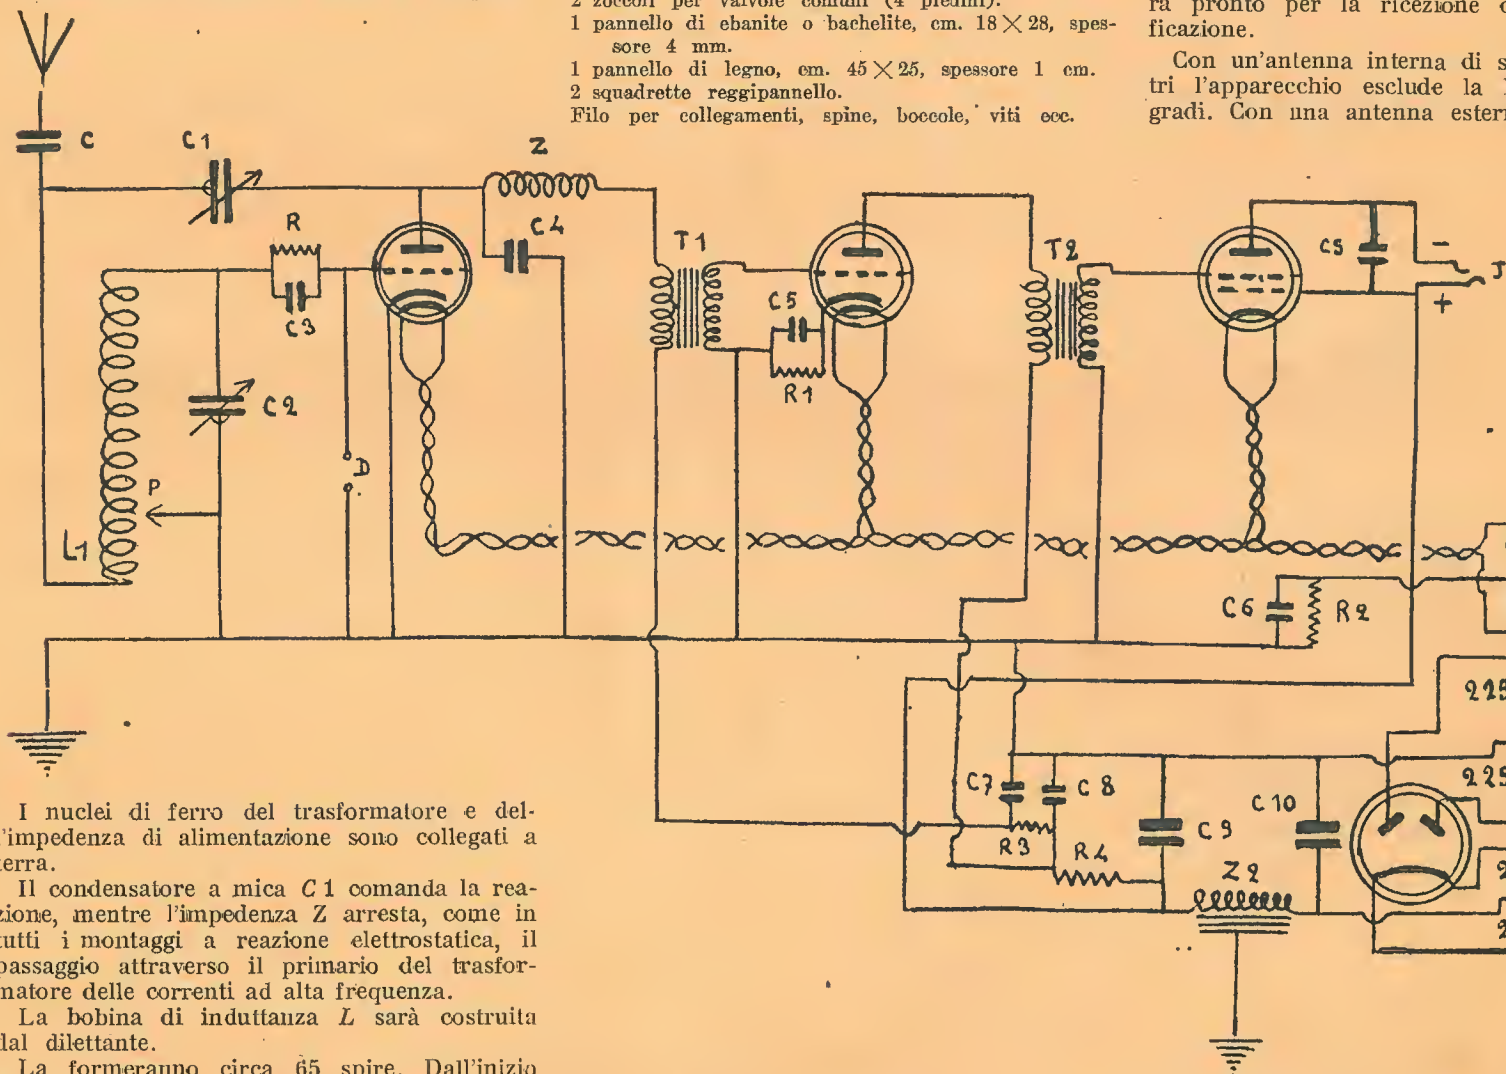 2 zoccoli per valvole comuni (4 piedini).
1 pannello di ebanite o bachelite, cm. 18×28, spes-
sore 4 mm.
1 pannello di legno, cm. 45×25, spessore 1 cm.
2 squadrette reggipannello.
Filo per collegamenti, spine, boccole, viti ecc.
rà pronto per la ricezione
ficazione.
Con un'antenna interna di
tri l'apparecchio esclude la
gradi. Con una antenna
C
C1
Z
R
C4
C3
T1
C5
R1
T2
C5
-
+
C2
P
D
L1
C6
R2
225
225
C7
C8
C9
C10
R3
R4
Z2
I nuclei di ferro del trasformatore e del-
l'impedenza di alimentazione sono collegati a
terra.
Il condensatore a mica C1 comanda la rea-
zione, mentre l'impedenza Z arresta, come in
tutti i montaggi a reazione elettrostatica, il
passaggio attraverso il primario del trasfor-
matore delle correnti ad alta frequenza.
La bobina di induttanza L sarà costruita
dal dilettante.
La formeranno circa 65 spire. Dall'inizio